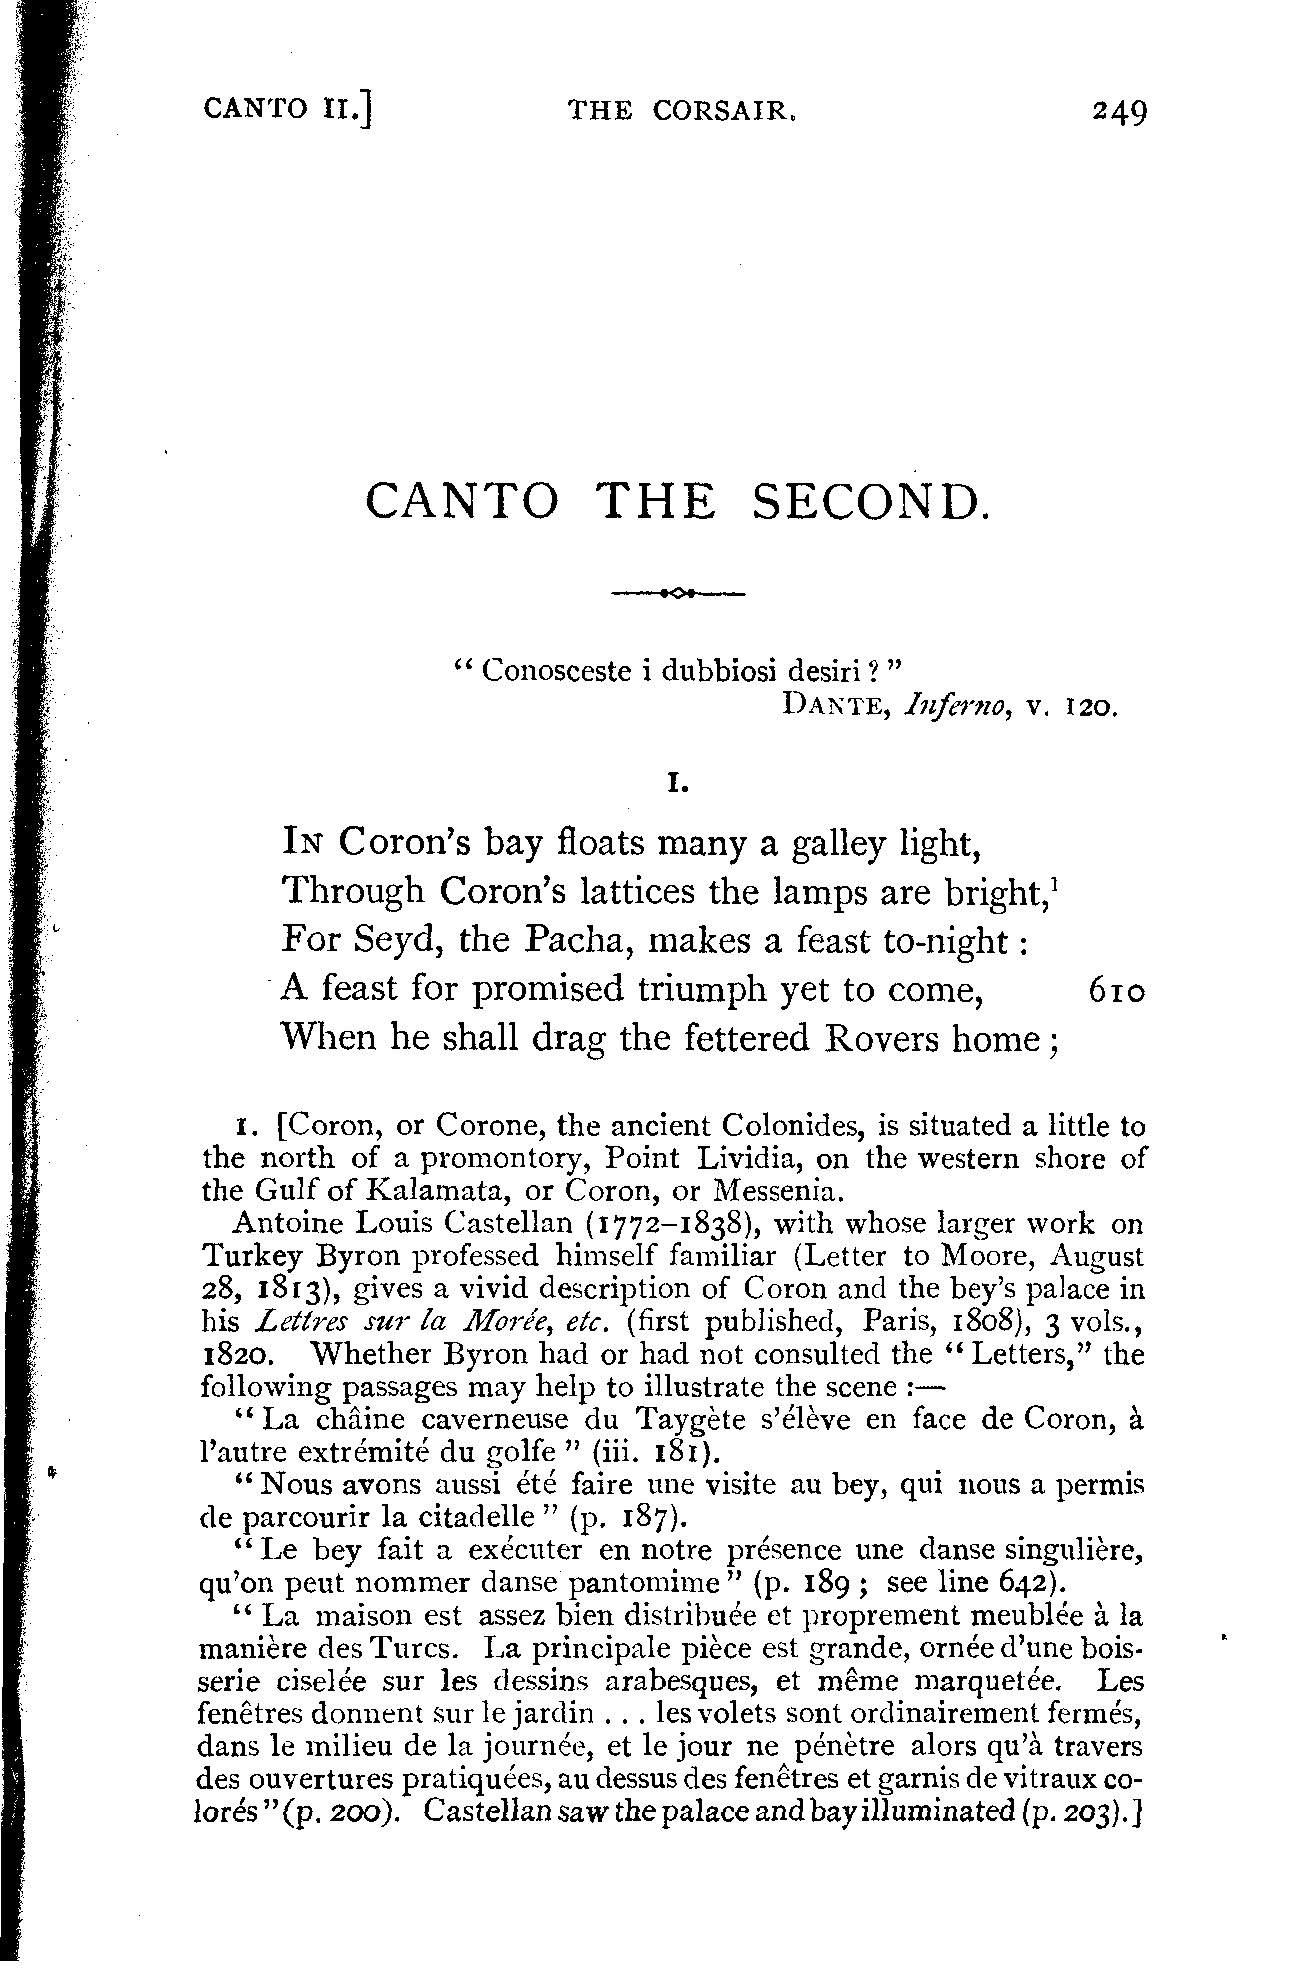 CANTO II.] THE CORSAIR. 249
CANTO THE SECOND.
“Conosceste i dubbiosi desiri?”
DANTE, Inferno, v. 120.
I.
IN Coron's bay floats many a galley light,
Through Coron's lattices the lamps are bright,¹
For Seyd, the Pacha, makes a feast to-night:
A feast for promised triumph yet to come, 610
When he shall drag the fettered Rovers home;
1. [Coron, or Corone, the ancient Colonides, is situated a little to
the north of a promontory, Point Lividia, on the western shore of
the Gulf of Kalamata, or Coron, or Messenia.
Antoine Louis Castellan (1772–1838), with whose larger work on
Turkey Byron professed himself familiar (Letter to Moore, August
28, 1813), gives a vivid description of Coron and the bey's palace in
his Lettres sur la Morée, etc. (first published, Paris, 1808), 3 vols.,
1820. Whether Byron had or had not consulted the “Letters,” the
following passages may help to illustrate the scene:—
“La châine caverneuse du Taygète s'élève en face de Coron, à
l'autre extrémité du golfe” (iii. 181).
“Nous avons aussi été faire une visite au bey, qui nous a permis
de parcourir la citadelle” (p. 187).
“Le bey fait a exécuter en notre présence une danse singulière,
qu'on peut nommer danse pantomime” (p. 189; see line 642).
“La maison est assez bien distribuée et proprement meublée à la
manière des Turcs. La principale pièce est grande, ornée d'une bois-
serie ciselée sur les dessins arabesques, et même marquetée. Les
fenêtres donnent sur le jardin . . . les volets sont ordinairement fermés,
dans le milieu de la journée, et le jour ne pénètre alors qu'à travers
des ouvertures pratiquées, au dessus des fenêtres et garnis de vitraux co-
lorés” (p. 200). Castellan saw the palace and bay illuminated (p. 203).]